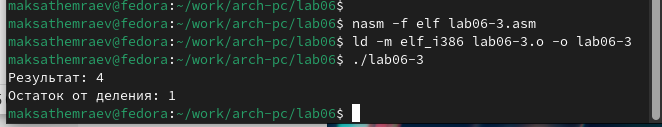 maksathemraev@fedora:~/work/arch-pc/lab06$ nasm -f elf lab06-3.asm
maksathemraev@fedora:~/work/arch-pc/lab06$ ld -m elf_i386 lab06-3.o -o lab06-3
maksathemraev@fedora:~/work/arch-pc/lab06$ ./lab06-3
Результат: 4
Остаток от деления: 1
maksathemraev@fedora:~/work/arch-pc/lab06$